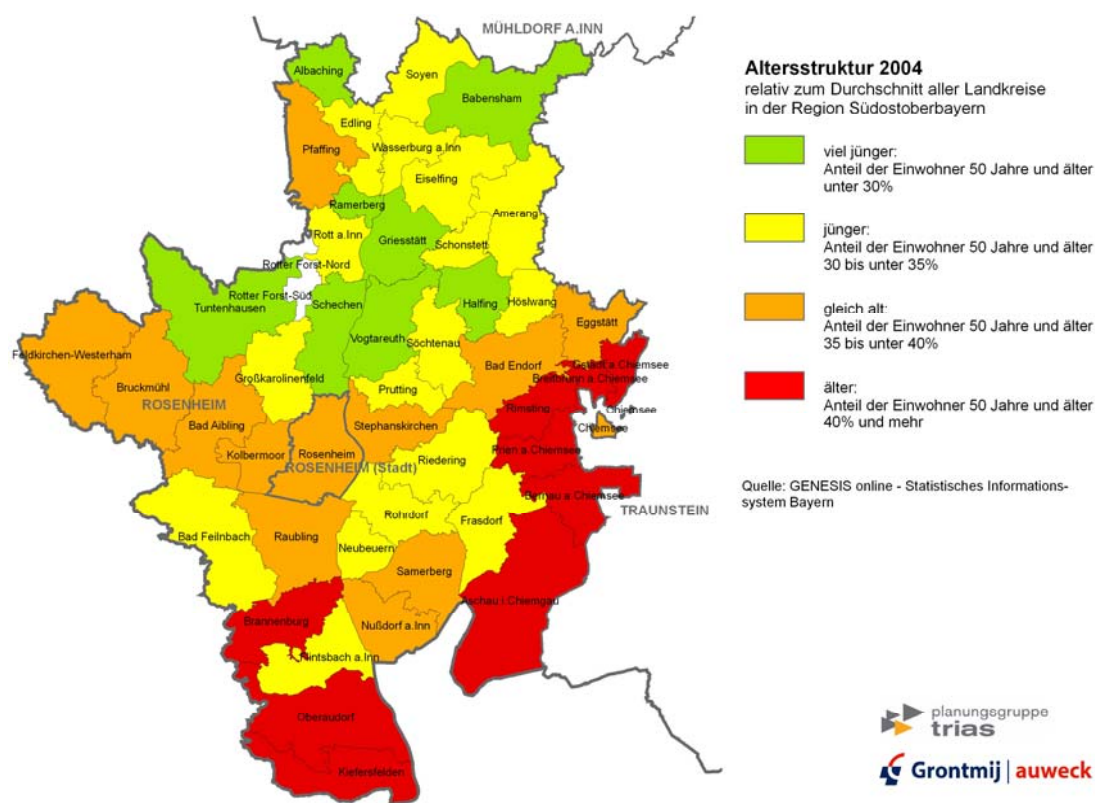 MÜHLDORF A.INN
Albaching
Soyen
Babensham
Edling
Pfaffing
Wasserburg a.Inn
Eiselfing
Ramerberg
Amerang
Rott a.Inn
Griesstätt
Schonstett
Rotter Forst-Nord
Rotter Forst-Süd
Tuntenhausen
Schechen
Halfing
Höslwang
Eggstätt
Vogtareuth
Söchtenau
Feldkirchen-Westerham
Bad Endorf
Gstadt a Chiemsee
Breitbrunn a Chiemsee
Bruckmühl
Großkarolinenfeld
Prutting
ROSENHEIM
Rimsting
Chiemsee
Bad Aibling
Stephanskirchen
Chiemsee
Kolbermoor
Rosenheim
Prien a Chiemsee
Riedering
ROSENHEIM (Stadt)
Bernau a Chiemsee
Rohrdorf
Frasdorf
TRAUNSTEIN
Bad Feilnbach
Raubling
Neubeuern
Samerberg
Aschau i.Chiemgau
Brannenburg
Nußdorf a.Inn
Flintsbach a.Inn
Oberaudorf
Kiefersfelden
Altersstruktur 2004
relativ zum Durchschnitt aller Landkreise
in der Region Südostoberbayern
viel jünger:
Anteil der Einwohner 50 Jahre und älter
unter 30%
jünger:
Anteil der Einwohner 50 Jahre und älter
30 bis unter 35%
gleich alt:
Anteil der Einwohner 50 Jahre und älter
35 bis unter 40%
älter:
Anteil der Einwohner 50 Jahre und älter
40% und mehr
Quelle: GENESIS online - Statistisches Informations-
system Bayern
planungsgruppe
trias
Grontmij | auweck